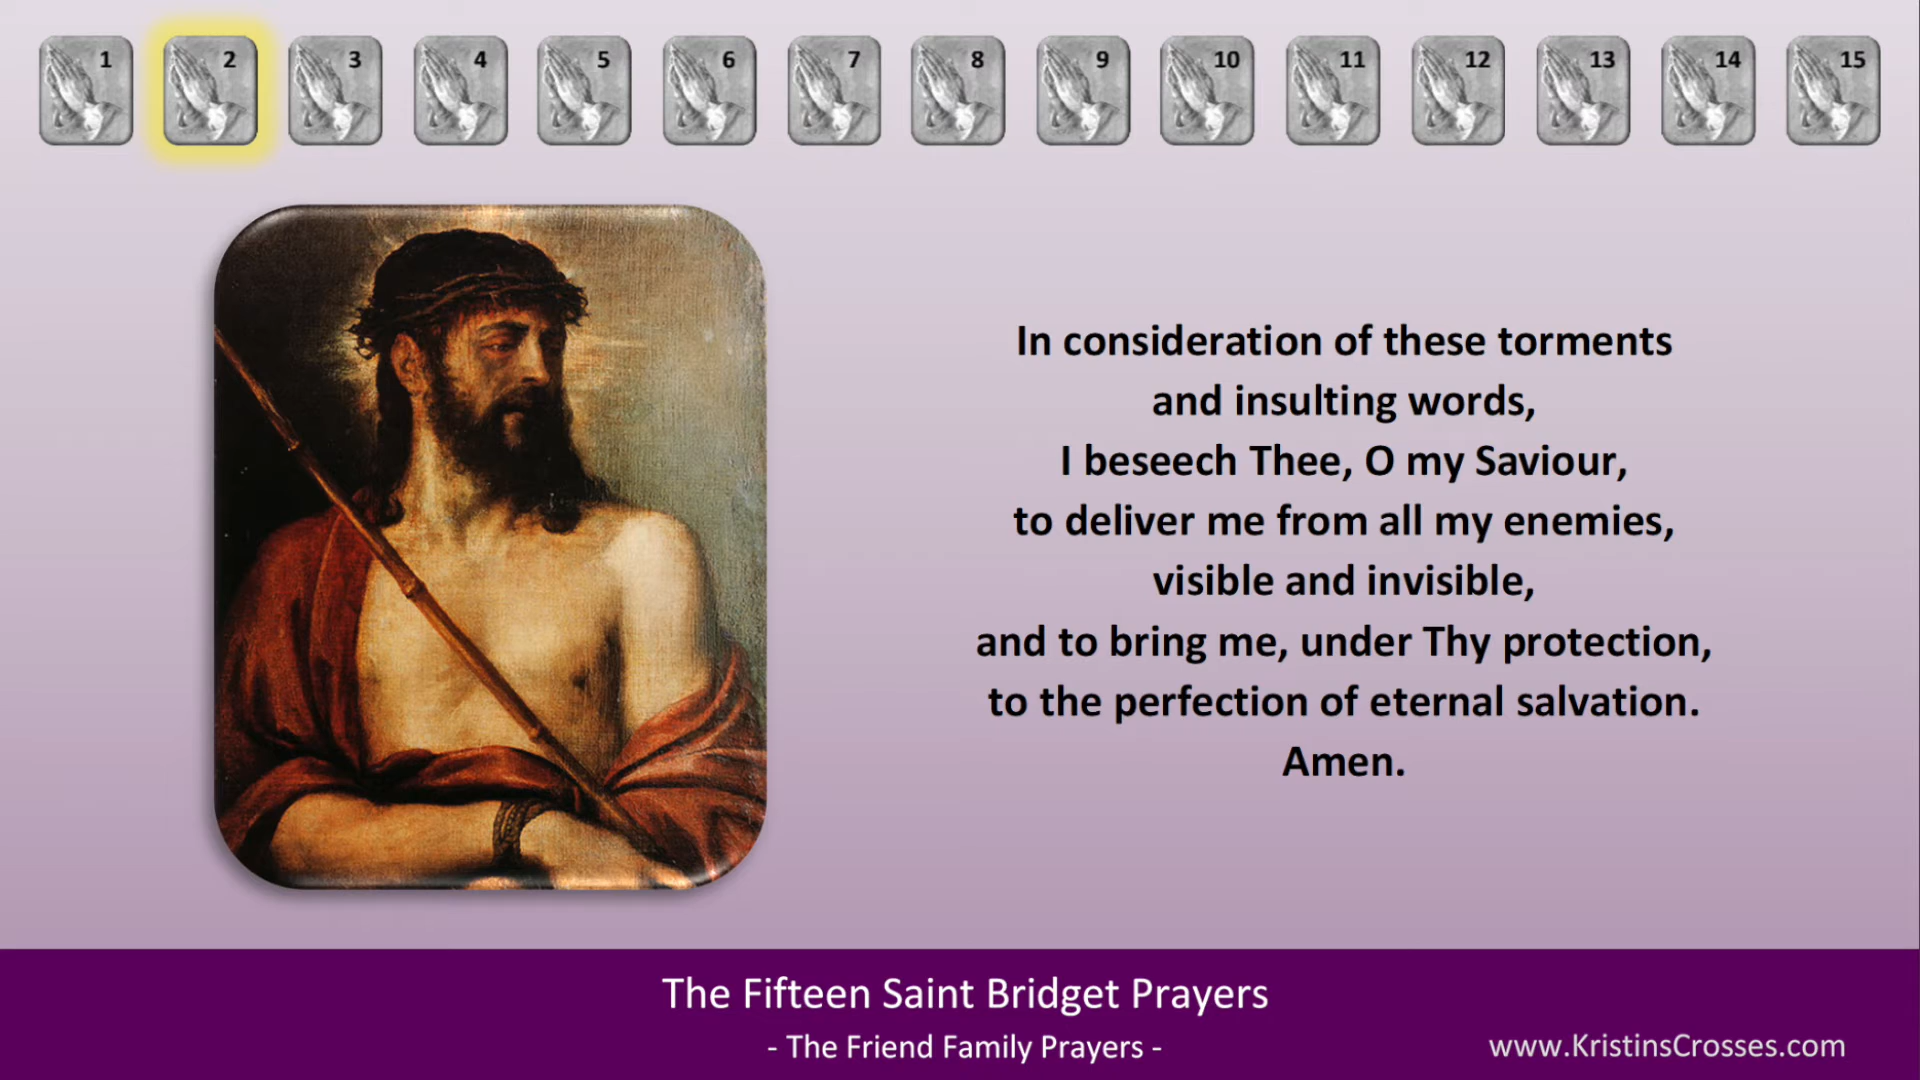 1 2 3 4 5 6 7 8 9 10 11 12 13 14 15
In consideration of these torments
and insulting words,
I beseech Thee, O my Saviour,
to deliver me from all my enemies,
visible and invisible,
and to bring me, under Thy protection,
to the perfection of eternal salvation.
Amen.
The Fifteen Saint Bridget Prayers
- The Friend Family Prayers -
www.KristinsCrosses.com